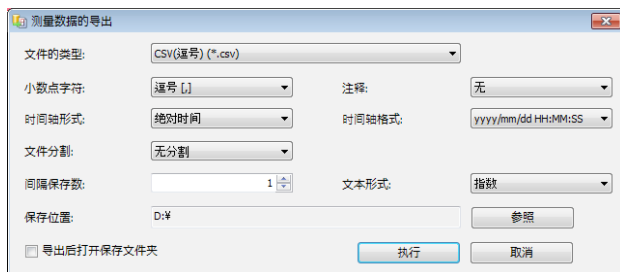 测量数据的导出
文件的类型: CSV(逗号) (*.csv)
小数点字符: 逗号 [,] 注释: 无
时间轴形式: 绝对时间 时间轴格式: yyyy/mm/dd HH:MM:SS
文件分割: 无分割
间隔保存数: 1 文本形式: 指数
保存位置: D:¥ 参照
导出后打开保存文件夹 执行 取消